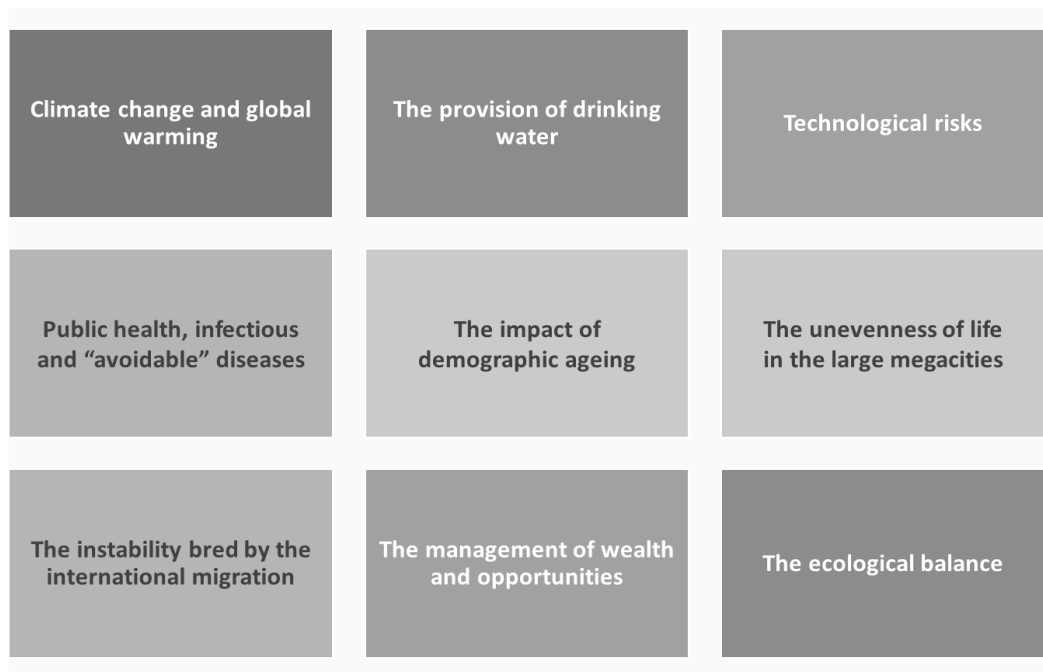 Climate change and global
warming
The provision of drinking
water
Technological risks
Public health, infectious
and “avoidable” diseases
The impact of
demographic ageing
The unevenness of life
in the large megacities
The instability bred by the
international migration
The management of wealth
and opportunities
The ecological balance